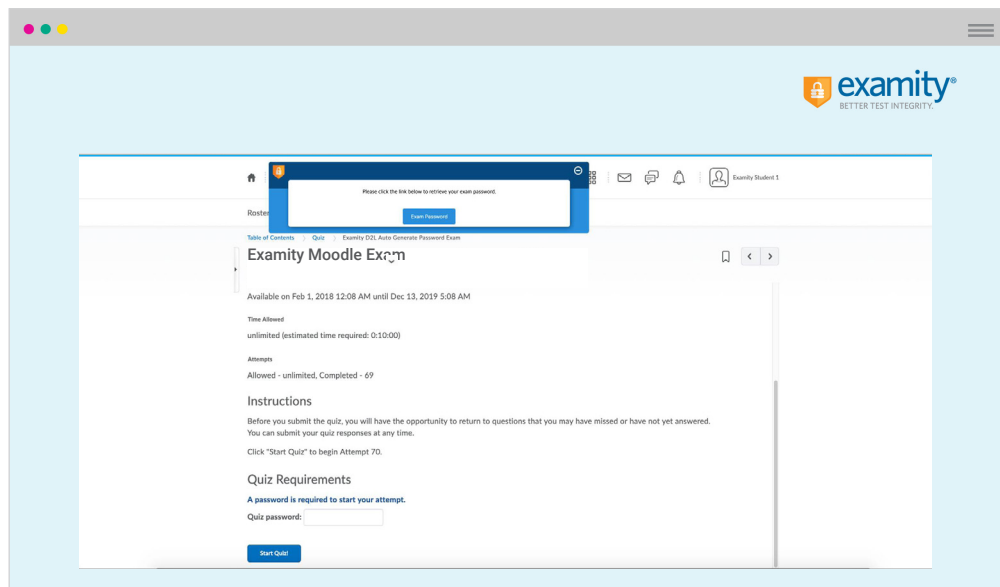 examity®
BETTER TEST INTEGRITY.
Please click the link below to retrieve your exam password.
Exam Password
Examity Student 1
Roster
Table of Contents > Quiz > Examity D2L Auto Generate Password Exam
Examity Moodle Exam
Available on Feb 1, 2018 12:08 AM until Dec 13, 2019 5:08 AM
Time Allowed
unlimited (estimated time required: 0:10:00)
Attempts
Allowed - unlimited, Completed - 69
Instructions
Before you submit the quiz, you will have the opportunity to return to questions that you may have missed or have not yet answered.
You can submit your quiz responses at any time.
Click "Start Quiz" to begin Attempt 70.
Quiz Requirements
A password is required to start your attempt.
Quiz password:
Start Quiz!